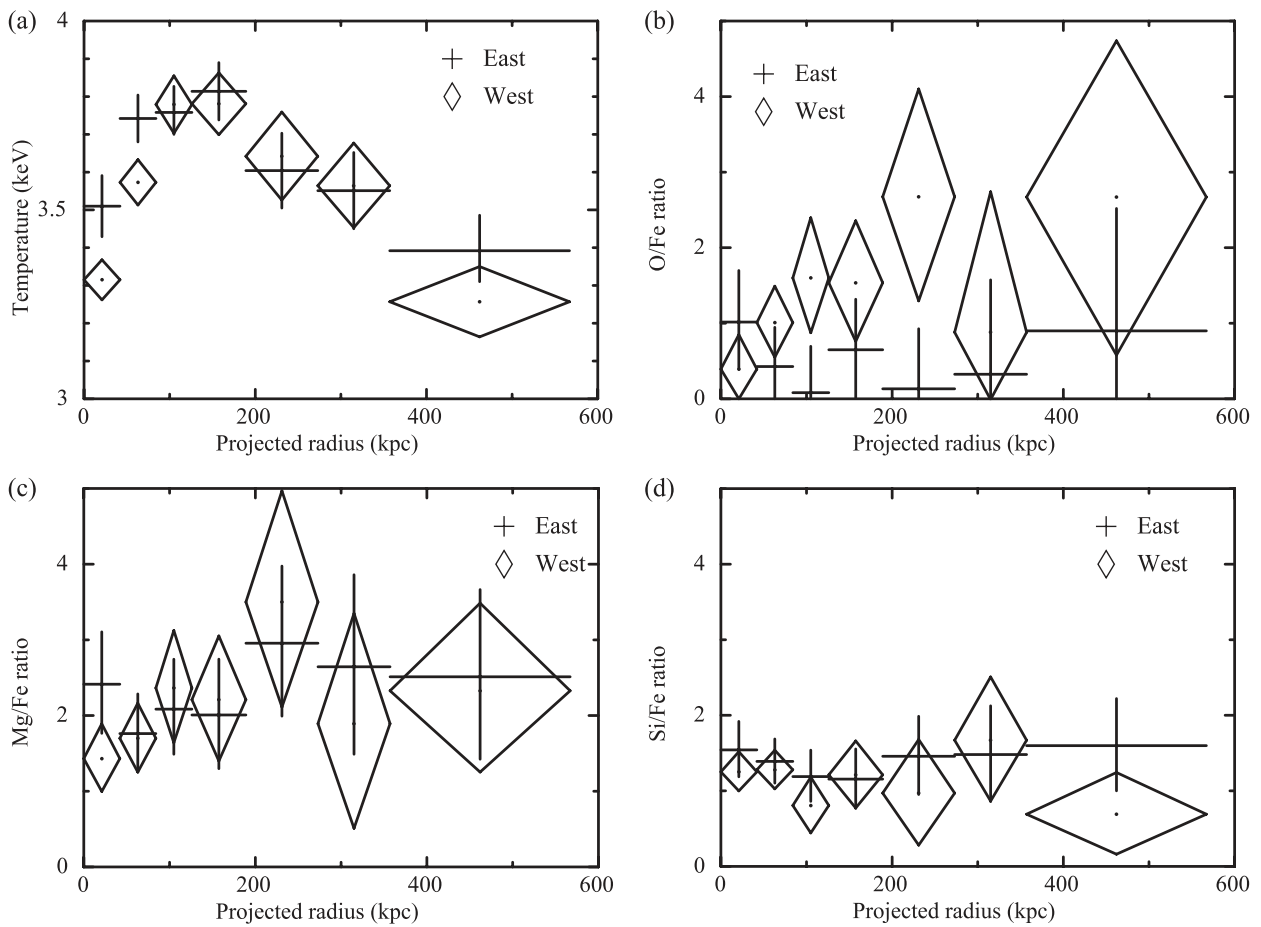 (a)
4
3.5
3
Temperature (keV)
East
West
0
200
400
600
Projected radius (kpc)
(b)
4
2
0
O/Fe ratio
East
West
0
200
400
600
Projected radius (kpc)
(c)
4
2
0
Mg/Fe ratio
East
West
0
200
400
600
Projected radius (kpc)
(d)
4
2
0
Si/Fe ratio
East
West
0
200
400
600
Projected radius (kpc)